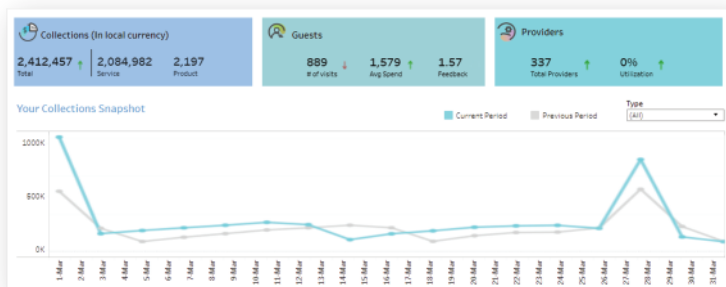 Collections (In local currency)
2,412,457
Total
2,084,982
Service
2,197
Product
Guests
889
# of visits
1,579
Avg Spend
1.57
Feedback
Providers
337
Total Providers
0%
Utilization
Your Collections Snapshot
Current Period
Previous Period
Type
(All)
1000K
500K
0K
1-Mar
2-Mar
3-Mar
4-Mar
5-Mar
6-Mar
7-Mar
8-Mar
9-Mar
10-Mar
11-Mar
12-Mar
13-Mar
14-Mar
15-Mar
16-Mar
17-Mar
18-Mar
19-Mar
20-Mar
21-Mar
22-Mar
23-Mar
24-Mar
25-Mar
26-Mar
27-Mar
28-Mar
29-Mar
30-Mar
31-Mar